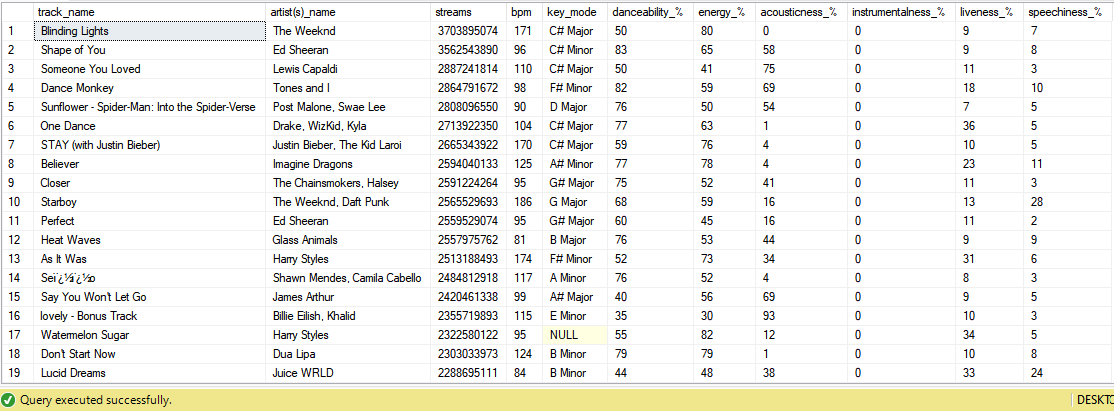 track_name artist(s)_name streams bpm key_mode danceability_% energy_% acousticness_% instrumentalness_% liveness_% speechiness_%
1 Blinding Lights The Weeknd 3703895074 171 C# Major 50 80 0 0 9 7
2 Shape of You Ed Sheeran 3562543890 96 C# Minor 83 65 58 0 9 8
3 Someone You Loved Lewis Capaldi 2887241814 110 C# Major 50 41 75 0 11 3
4 Dance Monkey Tones and I 2864791672 98 F# Minor 82 59 69 0 18 10
5 Sunflower - Spider-Man: Into the Spider-Verse Post Malone, Swae Lee 2808096550 90 D Major 76 50 54 0 7 5
6 One Dance Drake, WizKid, Kyla 2713922350 104 C# Major 77 63 1 0 36 5
7 STAY (with Justin Bieber) Justin Bieber, The Kid Laroi 2665343922 170 C# Major 59 76 4 0 10 5
8 Believer Imagine Dragons 2594040133 125 A# Minor 77 78 4 0 23 11
9 Closer The Chainsmokers, Halsey 2591224264 95 G# Major 75 52 41 0 11 3
10 Starboy The Weeknd, Daft Punk 2565529693 186 G Major 68 59 16 0 13 28
11 Perfect Ed Sheeran 2559529074 95 G# Major 60 45 16 0 11 2
12 Heat Waves Glass Animals 2557975762 81 B Major 76 53 44 0 9 9
13 As It Was Harry Styles 2513188493 174 F# Minor 52 73 34 0 31 6
14 Seï¿½ï¿½o Shawn Mendes, Camila Cabello 2484812918 117 A Minor 76 52 4 0 8 3
15 Say You Won't Let Go James Arthur 2420461338 99 A# Major 40 56 69 0 9 5
16 lovely - Bonus Track Billie Eilish, Khalid 2355719893 115 E Minor 35 30 93 0 10 3
17 Watermelon Sugar Harry Styles 2322580122 95 NULL 55 82 12 0 34 5
18 Don't Start Now Dua Lipa 2303033973 124 B Minor 79 79 1 0 10 8
19 Lucid Dreams Juice WRLD 2288695111 84 B Minor 44 48 38 0 33 24
Query executed successfully. DESKT